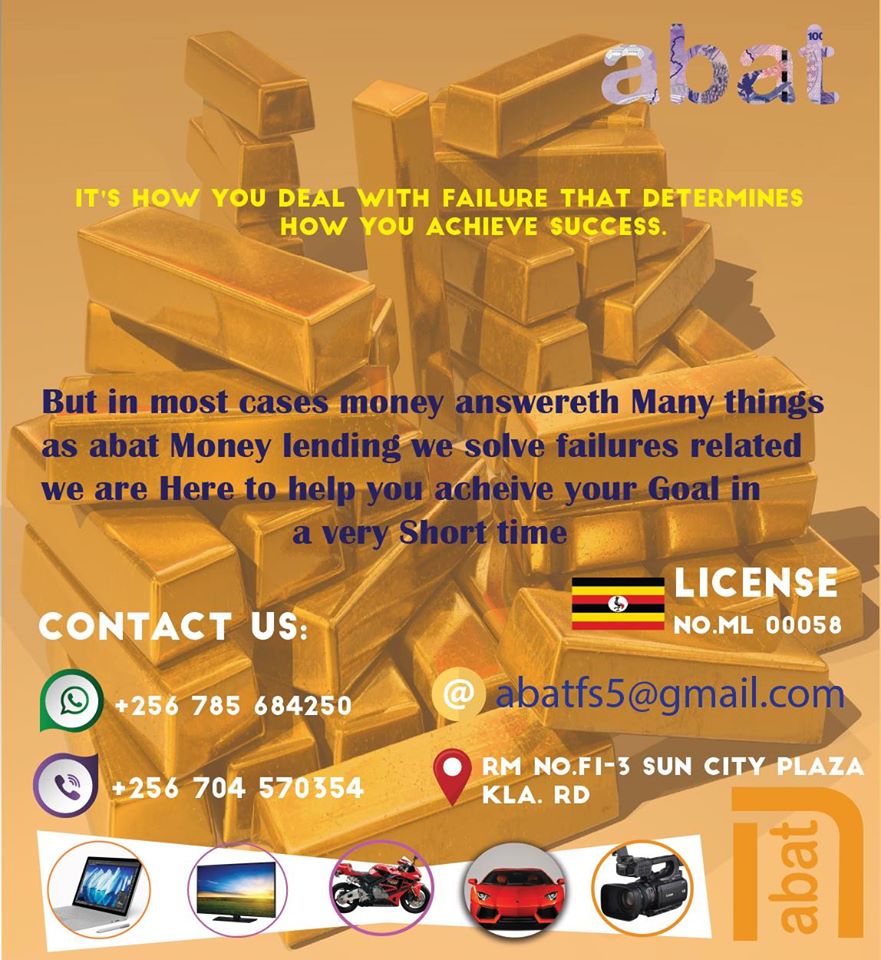 abat
IT'S HOW YOU DEAL WITH FAILURE THAT DETERMINES
HOW YOU ACHIEVE SUCCESS.
But in most cases money answereth Many things
as abat Money lending we solve failures related
we are Here to help you acheive your Goal in
a very Short time
LICENSE
NO.ML 00058
CONTACT US:
+256 785 684250
@ abatfs5@gmail.com
+256 704 570354
RM NO.F1-3 SUN CITY PLAZA
KLA. RD
abat